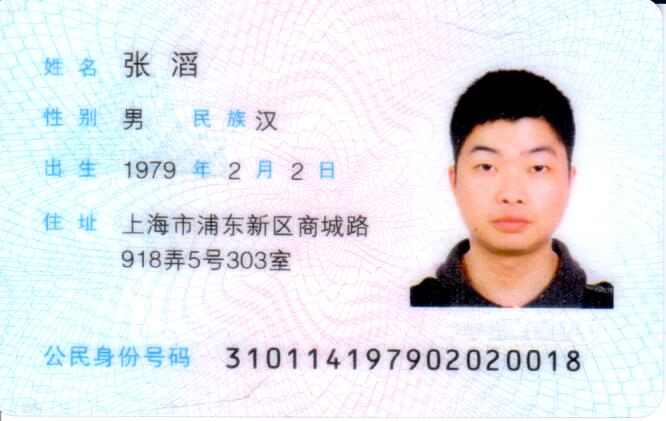 姓名 张滔
性别 男 民族 汉
出生 1979 年 2 月 2 日
住址 上海市浦东新区商城路
918弄5号303室
公民身份号码 310114197902020018